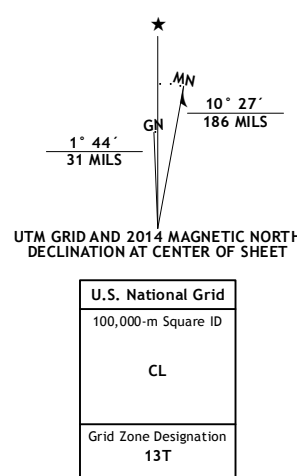 ★
MN
GN
10° 27´
186 MILS
1° 44´
31 MILS
UTM GRID AND 2014 MAGNETIC NORTH
DECLINATION AT CENTER OF SHEET
U.S. National Grid
100,000-m Square ID
CL
Grid Zone Designation
13T